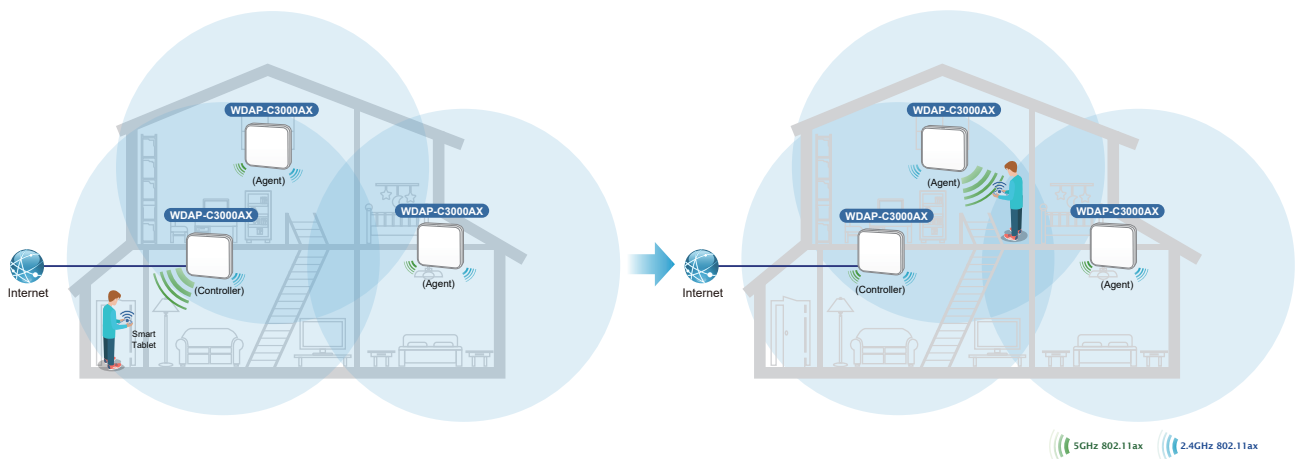 WDAP-C3000AX
(Agent)
WDAP-C3000AX
(Controller)
WDAP-C3000AX
(Agent)
Internet
Smart
Tablet
WDAP-C3000AX
(Agent)
WDAP-C3000AX
(Controller)
WDAP-C3000AX
(Agent)
Internet
5GHz 802.11ax
2.4GHz 802.11ax